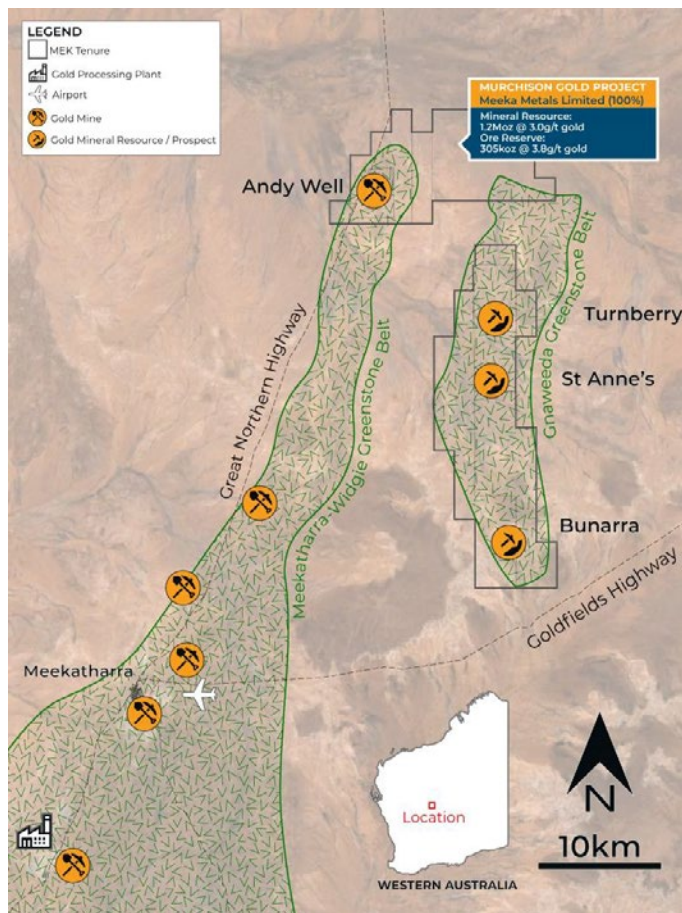 LEGEND
MEK Tenure
Gold Processing Plant
Airport
Gold Mine
Gold Mineral Resource / Prospect
MURCHISON GOLD PROJECT
Meeka Metals Limited (100%)
Mineral Resource:
1.2Moz @ 3.0g/t gold
Ore Reserve:
305koz @ 3.8g/t gold
Andy Well
Gnaweeda Greenstone Belt
Turnberry
St Anne's
Great Northern Highway
Meekatharra-Widgie Greenstone Belt
Bunarra
Goldfields Highway
Meekatharra
Location
WESTERN AUSTRALIA
N
10km